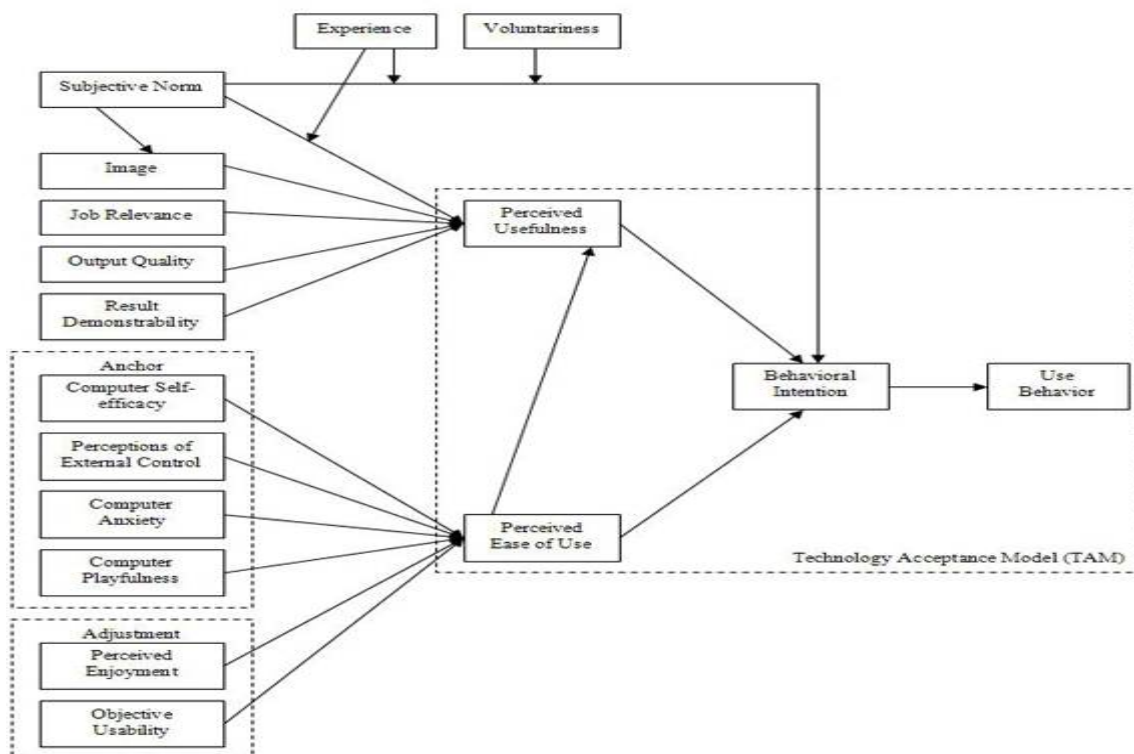 Experience
Voluntariness
Subjective Norm
Image
Job Relevance
Output Quality
Result
Demonstrability
Perceived
Usefulness
Anchor
Computer Self-
efficacy
Perceptions of
External Control
Computer
Anxiety
Computer
Playfulness
Behavioral
Intention
Use
Behavior
Perceived
Ease of Use
Technology Acceptance Model (TAM)
Adjustment
Perceived
Enjoyment
Objective
Usability